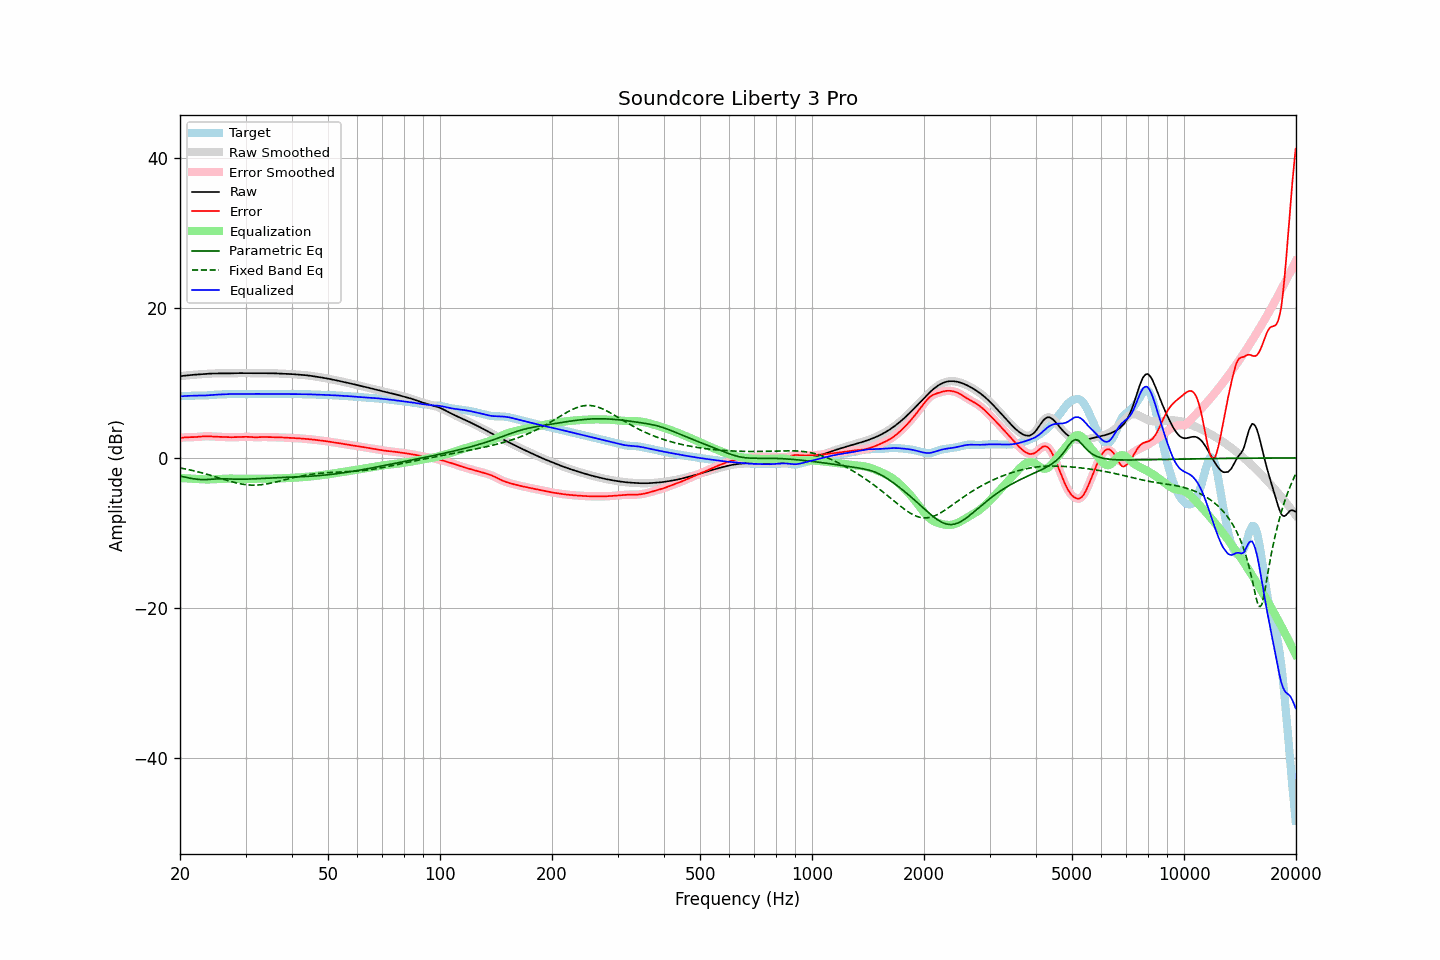 Soundcore Liberty 3 Pro
Target
Raw Smoothed
Error Smoothed
Raw
Error
Equalization
Parametric Eq
Fixed Band Eq
Equalized
40
20
0
−20
−40
Amplitude (dBr)
20
50
100
200
500
1000
2000
5000
10000
20000
Frequency (Hz)